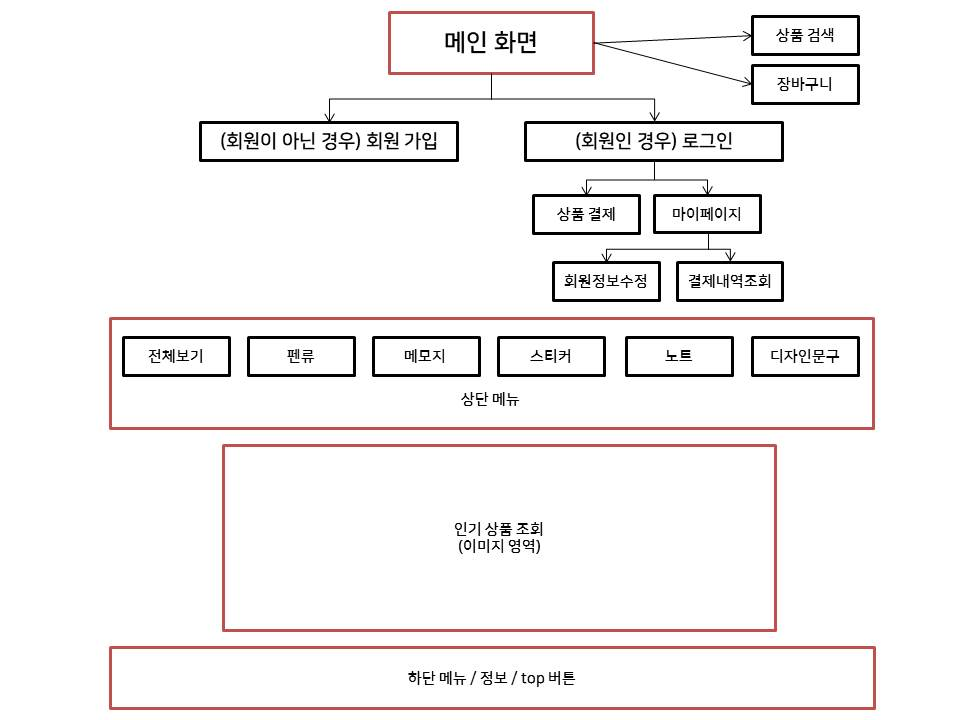 메인 화면
상품 검색
장바구니
(회원이 아닌 경우) 회원 가입
(회원인 경우) 로그인
상품 결제
마이페이지
회원정보수정
결제내역조회
전체보기
펜류
메모지
스티커
노트
디자인문구
상단 메뉴
인기 상품 조회
(이미지 영역)
하단 메뉴 / 정보 / top 버튼